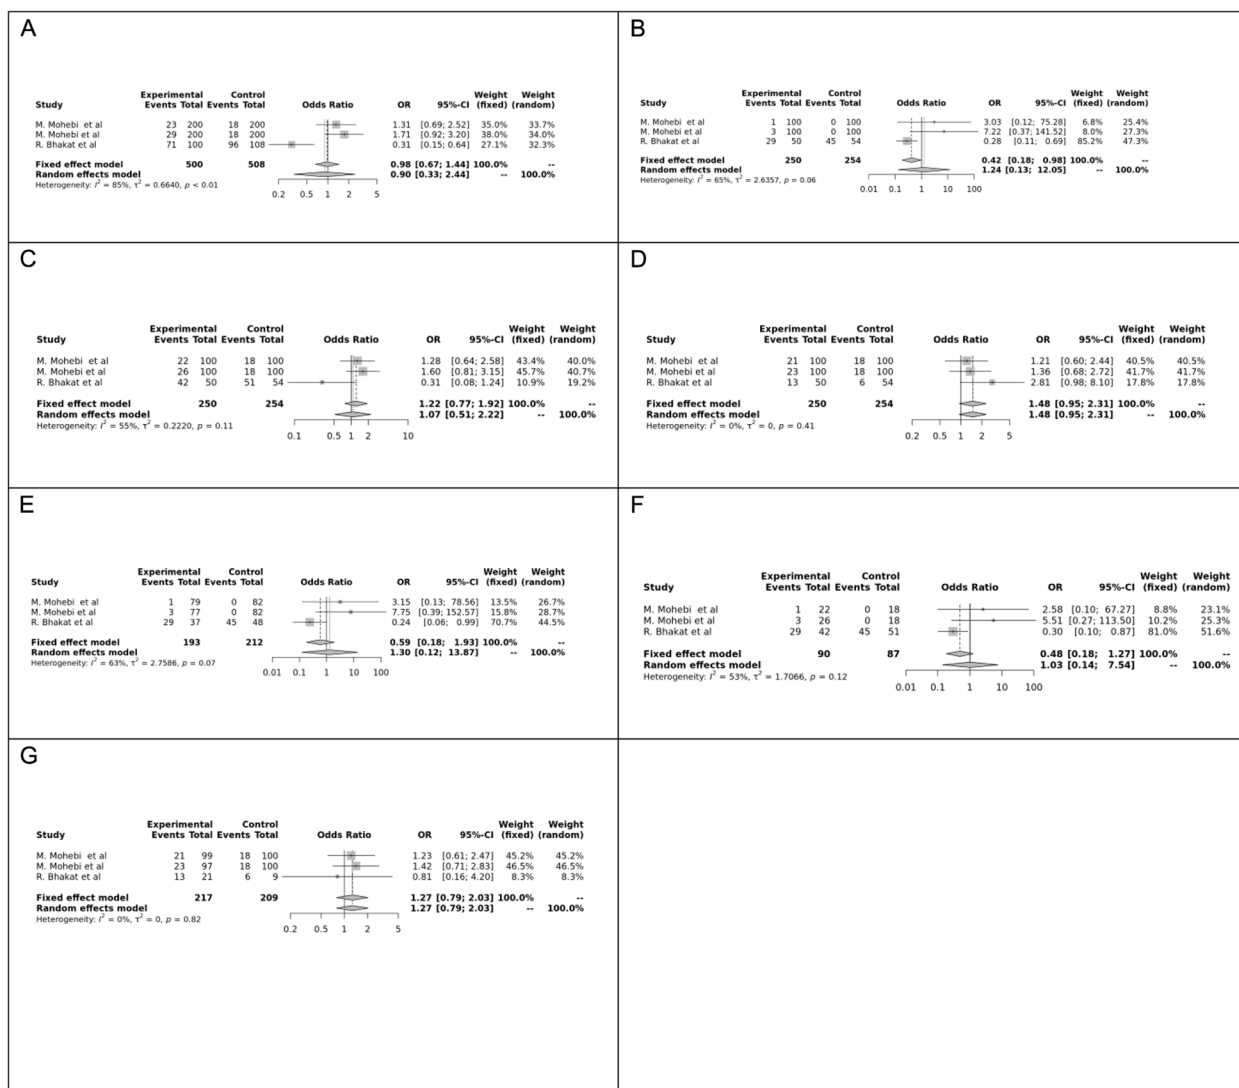 A
Experimental Control Weight Weight
Study Events Total Events Total Odds Ratio OR 95%-CI (fixed) (random)
M. Mohebi et al 23 200 18 200 1.31 [0.69; 2.52] 35.0% 33.7%
M. Mohebi et al 29 200 18 200 1.71 [0.92; 3.20] 38.0% 34.0%
R. Bhakat et al 71 100 96 108 0.31 [0.15; 0.64] 27.1% 32.3%
Fixed effect model 500 508 0.98 [0.67; 1.44] 100.0% --
Random effects model 0.90 [0.33; 2.44] -- 100.0%
Heterogeneity: I² = 85%, τ² = 0.6640, p < 0.01
0.2 0.5 1 2 5
B
Experimental Control Weight Weight
Study Events Total Events Total Odds Ratio OR 95%-CI (fixed) (random)
M. Mohebi et al 1 100 0 100 3.03 [0.12; 75.28] 6.8% 25.4%
M. Mohebi et al 3 100 0 100 7.22 [0.37; 141.52] 8.0% 27.3%
R. Bhakat et al 29 50 45 54 0.28 [0.11; 0.69] 85.2% 47.3%
Fixed effect model 250 254 0.42 [0.18; 0.98] 100.0% --
Random effects model 1.24 [0.13; 12.05] -- 100.0%
Heterogeneity: I² = 65%, τ² = 2.6357, p = 0.06
0.01 0.1 1 10 100
C
Experimental Control Weight Weight
Study Events Total Events Total Odds Ratio OR 95%-CI (fixed) (random)
M. Mohebi et al 22 100 18 100 1.28 [0.64; 2.58] 43.4% 40.0%
M. Mohebi et al 26 100 18 100 1.60 [0.81; 3.15] 45.7% 40.7%
R. Bhakat et al 42 50 51 54 0.31 [0.08; 1.24] 10.9% 19.2%
Fixed effect model 250 254 1.22 [0.77; 1.92] 100.0% --
Random effects model 1.07 [0.51; 2.22] -- 100.0%
Heterogeneity: I² = 55%, τ² = 0.2220, p = 0.11
0.1 0.5 1 2 10
D
Experimental Control Weight Weight
Study Events Total Events Total Odds Ratio OR 95%-CI (fixed) (random)
M. Mohebi et al 21 100 18 100 1.21 [0.60; 2.44] 40.5% 40.5%
M. Mohebi et al 23 100 18 100 1.36 [0.68; 2.72] 41.7% 41.7%
R. Bhakat et al 13 50 6 54 2.81 [0.98; 8.10] 17.8% 17.8%
Fixed effect model 250 254 1.48 [0.95; 2.31] 100.0% --
Random effects model 1.48 [0.95; 2.31] -- 100.0%
Heterogeneity: I² = 0%, τ² = 0, p = 0.41
0.2 0.5 1 2 5
E
Experimental Control Weight Weight
Study Events Total Events Total Odds Ratio OR 95%-CI (fixed) (random)
M. Mohebi et al 1 79 0 82 3.15 [0.13; 78.56] 13.5% 26.7%
M. Mohebi et al 3 77 0 82 7.75 [0.39; 152.57] 15.8% 28.7%
R. Bhakat et al 29 37 45 48 0.24 [0.06; 0.99] 70.7% 44.5%
Fixed effect model 193 212 0.59 [0.18; 1.93] 100.0% --
Random effects model 1.30 [0.12; 13.87] -- 100.0%
Heterogeneity: I² = 63%, τ² = 2.7586, p = 0.07
0.1 1 10 100
F
Experimental Control Weight Weight
Study Events Total Events Total Odds Ratio OR 95%-CI (fixed) (random)
M. Mohebi et al 1 22 0 18 2.58 [0.10; 67.27] 8.8% 23.1%
M. Mohebi et al 3 26 0 18 5.51 [0.27; 113.50] 10.2% 25.3%
R. Bhakat et al 29 42 45 51 0.30 [0.10; 0.87] 81.0% 51.6%
Fixed effect model 90 87 0.48 [0.18; 1.27] 100.0% --
Random effects model 1.03 [0.14; 7.54] -- 100.0%
Heterogeneity: I² = 53%, τ² = 1.7066, p = 0.12
0.01 0.1 1 10 100
G
Experimental Control Weight Weight
Study Events Total Events Total Odds Ratio OR 95%-CI (fixed) (random)
M. Mohebi et al 21 99 18 100 1.23 [0.61; 2.47] 45.2% 45.2%
M. Mohebi et al 23 97 18 100 1.42 [0.71; 2.83] 46.5% 46.5%
R. Bhakat et al 13 21 6 9 0.81 [0.16; 4.20] 8.3% 8.3%
Fixed effect model 217 209 1.27 [0.79; 2.03] 100.0% --
Random effects model 1.27 [0.79; 2.03] -- 100.0%
Heterogeneity: I² = 0%, τ² = 0, p = 0.82
0.2 0.5 1 2 5